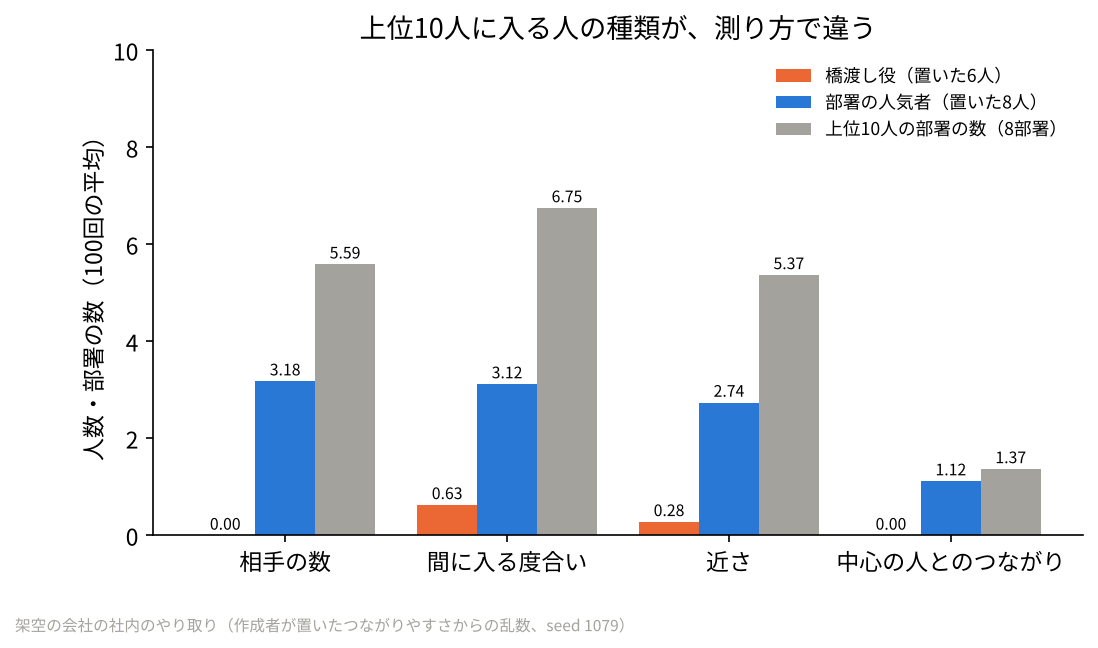 上位10人に入る人の種類が、測り方で違う
橋渡し役（置いた6人）
部署の人気者（置いた8人）
上位10人の部署の数（8部署）
人数・部署の数（100回の平均）
10
8
6
4
2
0
0.00
3.18
5.59
0.63
3.12
6.75
0.28
2.74
5.37
0.00
1.12
1.37
相手の数
間に入る度合い
近さ
中心の人とのつながり
架空の会社の社内のやり取り（作成者が置いたつながりやすさからの乱数、seed 1079）